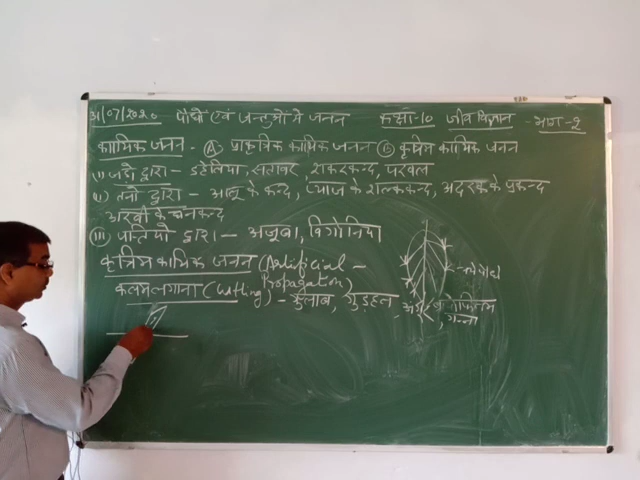 31/07/2020 पौधों एवं जन्तुओं में जनन कक्षा-10 जीव विज्ञान भाग-2
कायिक जनन - (A) प्राकृतिक कायिक जनन (B) कृत्रिम कायिक जनन
(i) जड़ों द्वारा - डहेलिया, सतावर, शकरकन्द, परवल
(ii) तनों द्वारा - आलू के कन्द, प्याज के शल्ककन्द, अदरक के प्रकन्द
अरबी के घनकन्द
(iii) पत्तियों द्वारा - अजूबा, बिगोनिया
कृत्रिम कायिक जनन (Artificial -
Propagation)
कलम लगाना (Cutting) - गुलाब, गुड़हल, अंगूर
गन्ना